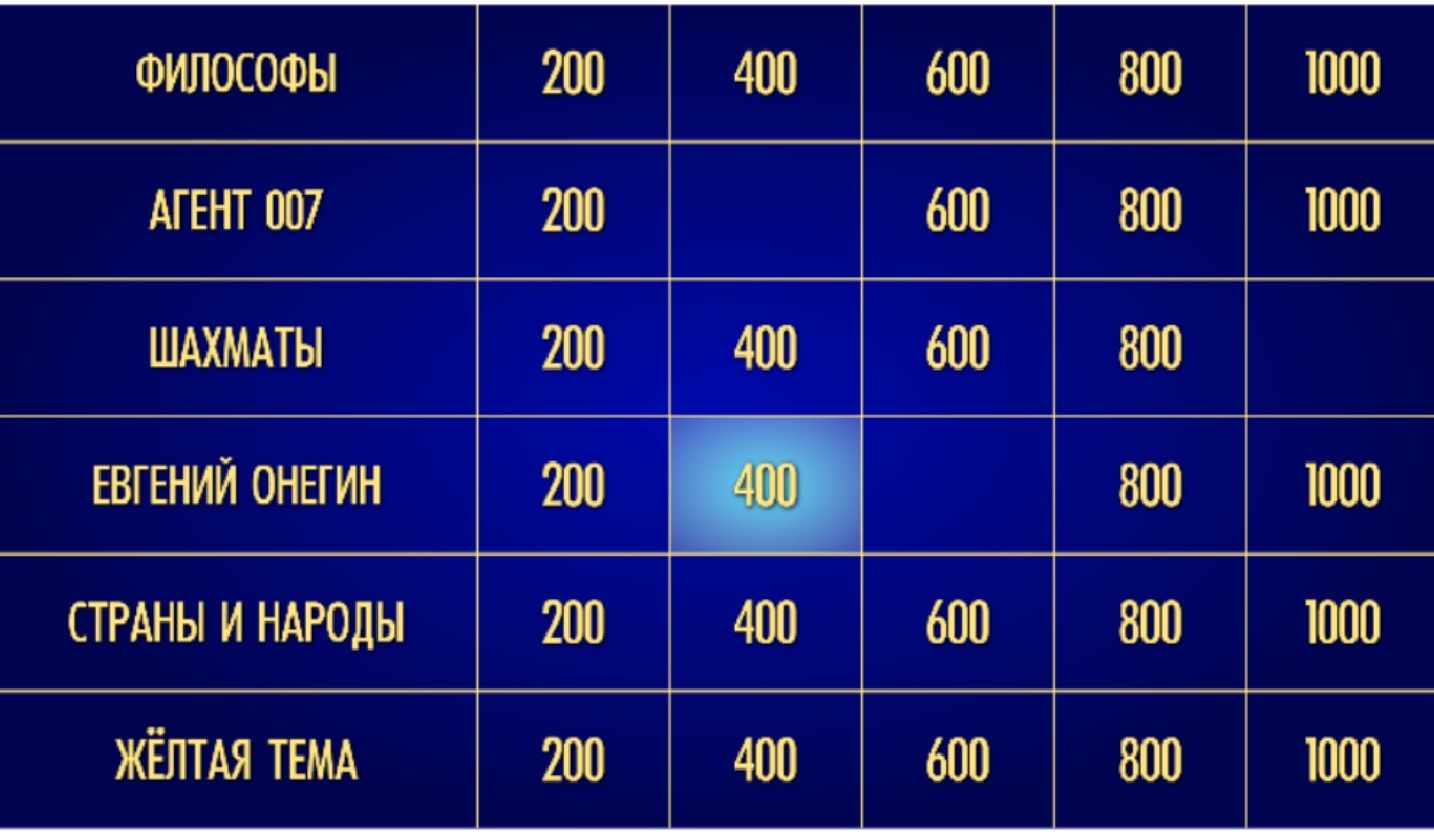 ФИЛОСОФЫ 200 400 600 800 1000
АГЕНТ 007 200 600 800 1000
ШАХМАТЫ 200 400 600 800
ЕВГЕНИЙ ОНЕГИН 200 400 800 1000
СТРАНЫ И НАРОДЫ 200 400 600 800 1000
ЖЁЛТАЯ ТЕМА 200 400 600 800 1000